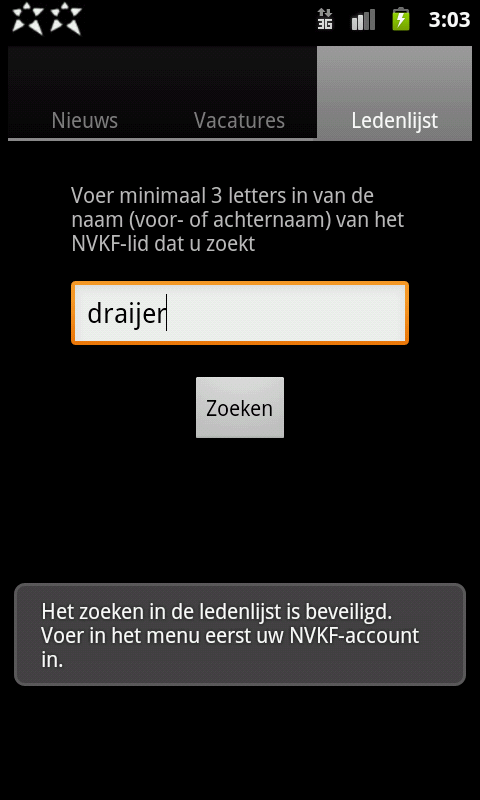 3G 3:03
Nieuws Vacatures Ledenlijst
Voer minimaal 3 letters in van de
naam (voor- of achternaam) van het
NVKF-lid dat u zoekt
draijer
Zoeken
Het zoeken in de ledenlijst is beveiligd.
Voer in het menu eerst uw NVKF-account
in.